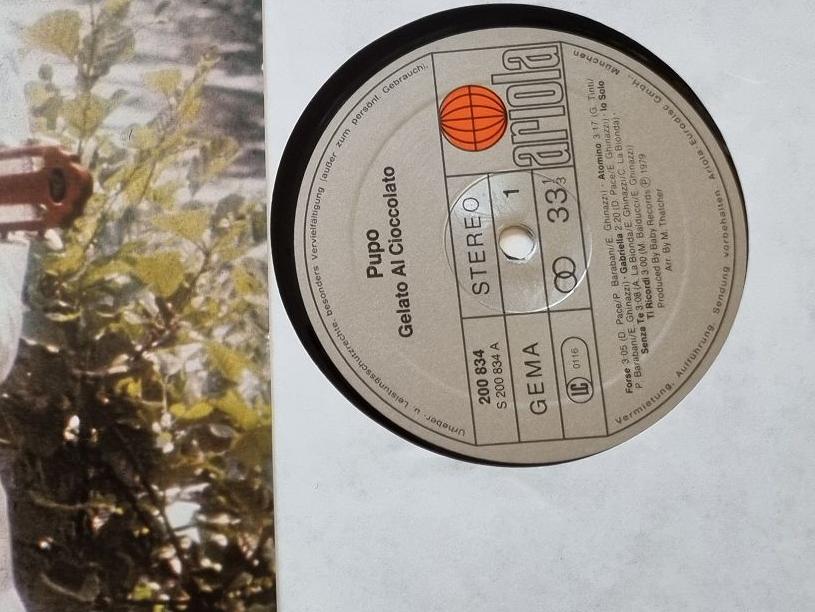 Urheber- u. Leistungsschutzrechte besonders Vervielfältigung (außer zum persönl. Gebrauch),
Pupo
Gelato Al Cioccolato
200 834
S 200 834 A
STEREO
GEMA
1
LC 0116
33⅓
ariola
Forse 3:05 (D. Pace/P. Barabani/E. Ghinazzi) · Atomino 3:17 (G. Tinti/
P. Barabani/E. Ghinazzi) · Gabriella 2:20 (D. Pace/E. Ghinazzi) · Io Solo
Senza Te 3:08 (A. La Bionda/E. Ghinazzi/C. La Bionda) ·
Ti Ricordi 3:00 (M. Balducci/E. Ghinazzi)
Produced By Baby Records ℗ 1979
Arr. By M. Thatcher
Vermietung, Aufführung, Sendung vorbehalten. Ariola-Eurodisc GmbH., München